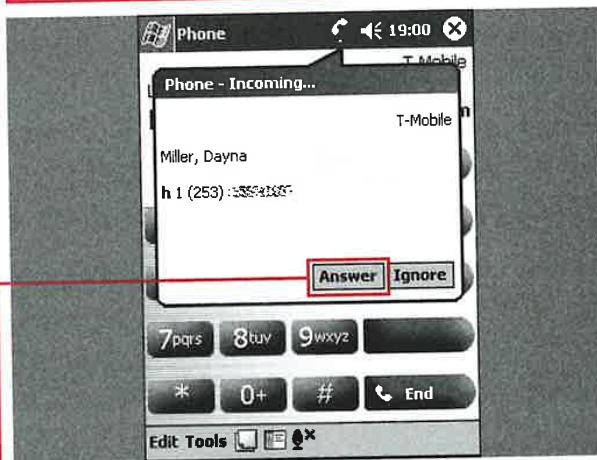 Phone 19:00
T-Mobile
Phone - Incoming...
T-Mobile
Miller, Dayna
h 1 (253)
Answer Ignore
7pqrs 8tuv 9wxyz
* 0+ # End
Edit Tools